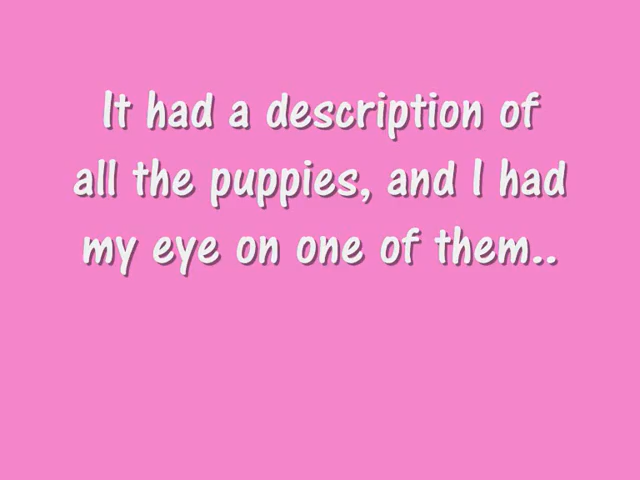 It had a description of
all the puppies, and I had
my eye on one of them..